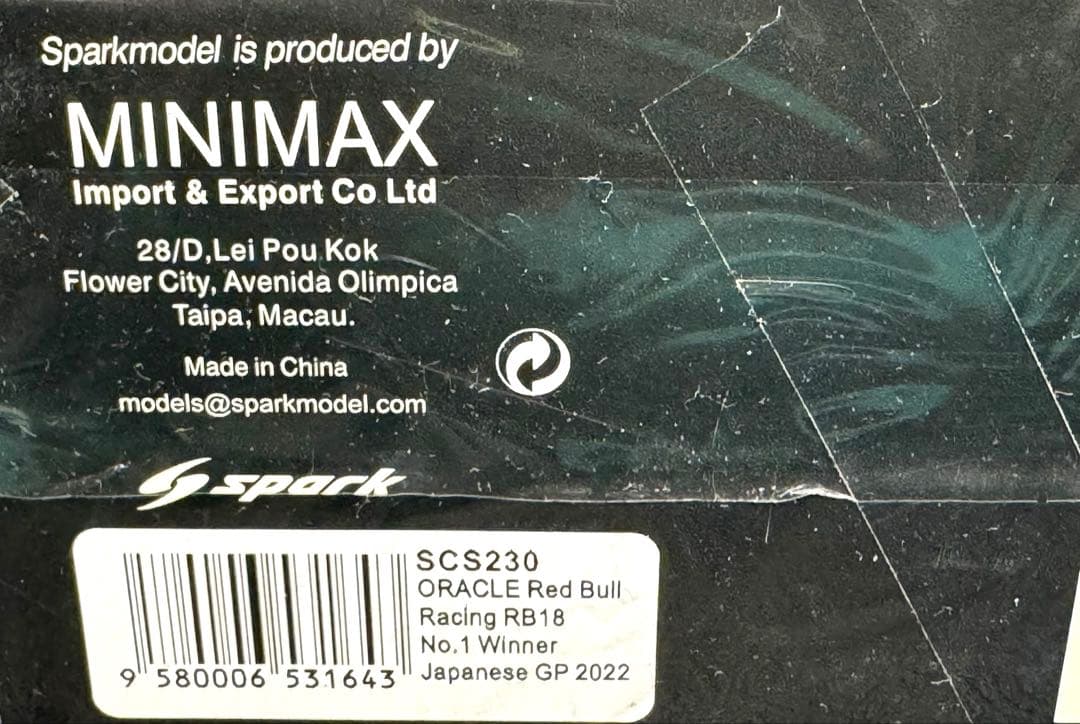 Sparkmodel is produced by
MINIMAX
Import & Export Co Ltd
28/D,Lei Pou Kok
Flower City, Avenida Olimpica
Taipa, Macau.
Made in China
models@sparkmodel.com
spark
SCS230
ORACLE Red Bull
Racing RB18
No.1 Winner
Japanese GP 2022
9 580006 531643